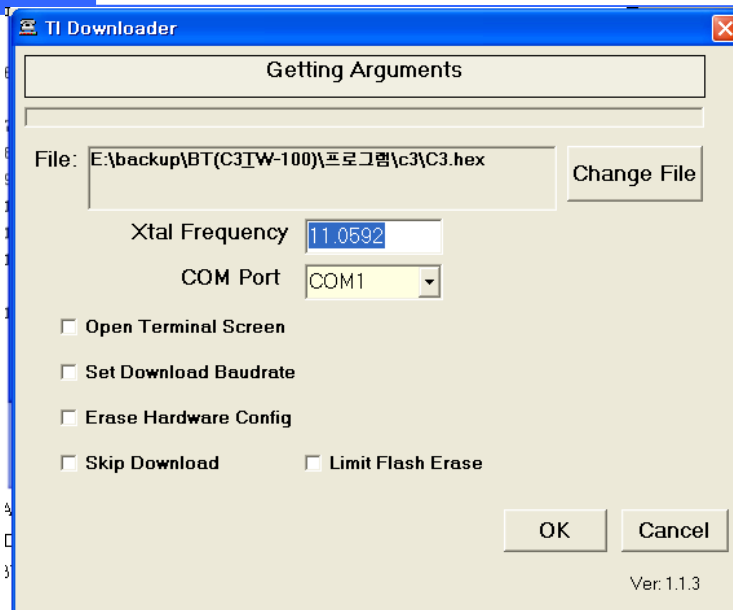 TI Downloader
Getting Arguments
File: E:\backup\BT(C3TW-100)\프로그램\c3\C3.hex
Change File
Xtal Frequency 11.0592
COM Port COM1
Open Terminal Screen
Set Download Baudrate
Erase Hardware Config
Skip Download Limit Flash Erase
OK Cancel
Ver: 1.1.3